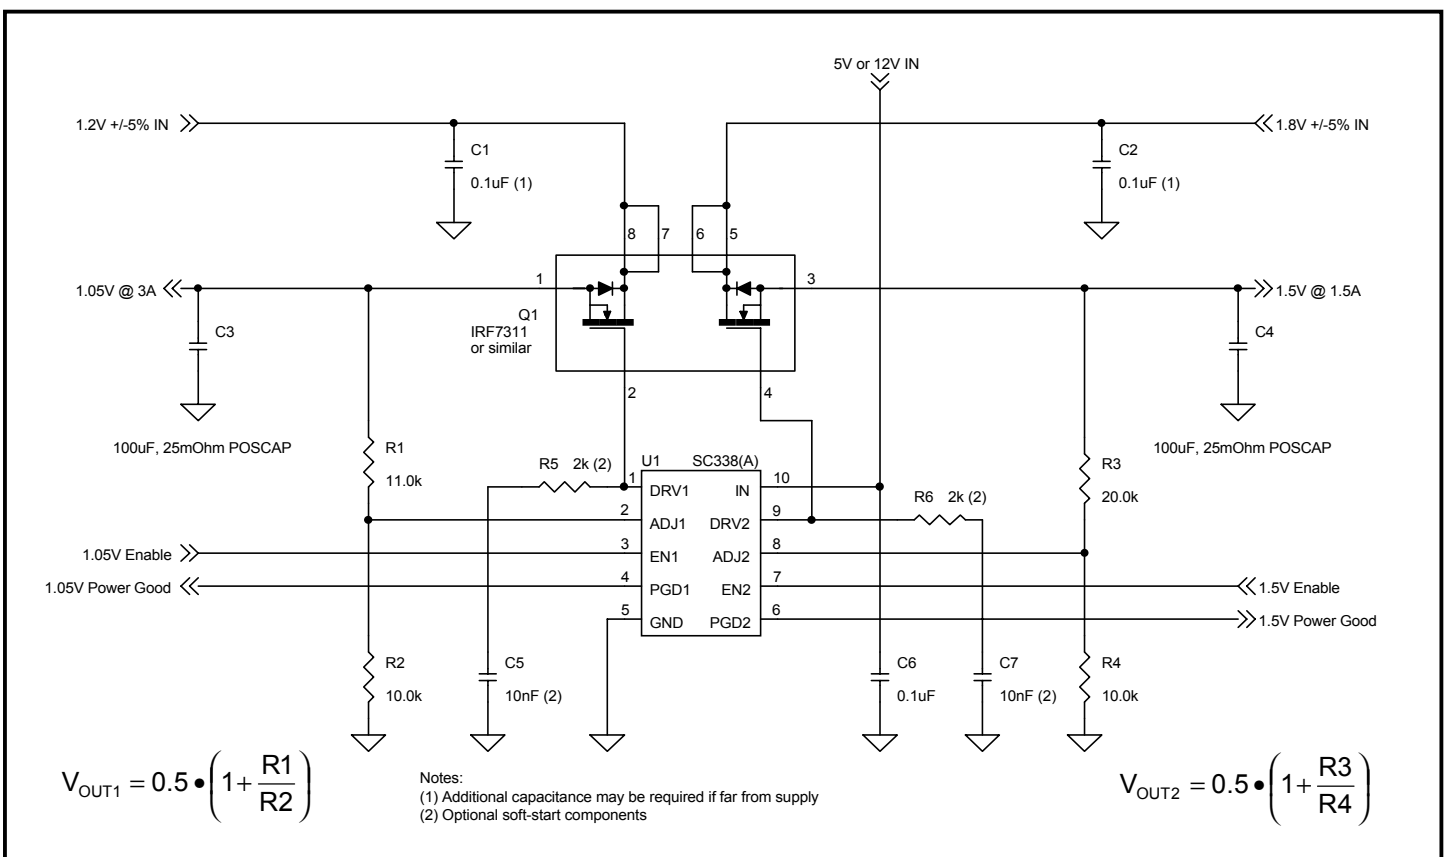 5V or 12V IN
1.2V +/-5% IN
1.8V +/-5% IN
C1
0.1uF (1)
C2
0.1uF (1)
8
7
6
5
1
3
1.05V @ 3A
1.5V @ 1.5A
Q1
IRF7311
or similar
C3
C4
2
4
100uF, 25mOhm POSCAP
100uF, 25mOhm POSCAP
R1
11.0k
R3
20.0k
R5 2k (2)
U1 SC338(A)
R6 2k (2)
1 DRV1 IN 10
2 ADJ1 DRV2 9
3 EN1 ADJ2 8
4 PGD1 EN2 7
5 GND PGD2 6
1.05V Enable
1.05V Power Good
1.5V Enable
1.5V Power Good
R2
10.0k
C5
10nF (2)
C6
0.1uF
C7
10nF (2)
R4
10.0k
VOUT1 = 0.5 • (1 + R1/R2)
Notes:
(1) Additional capacitance may be required if far from supply
(2) Optional soft-start components
VOUT2 = 0.5 • (1 + R3/R4)